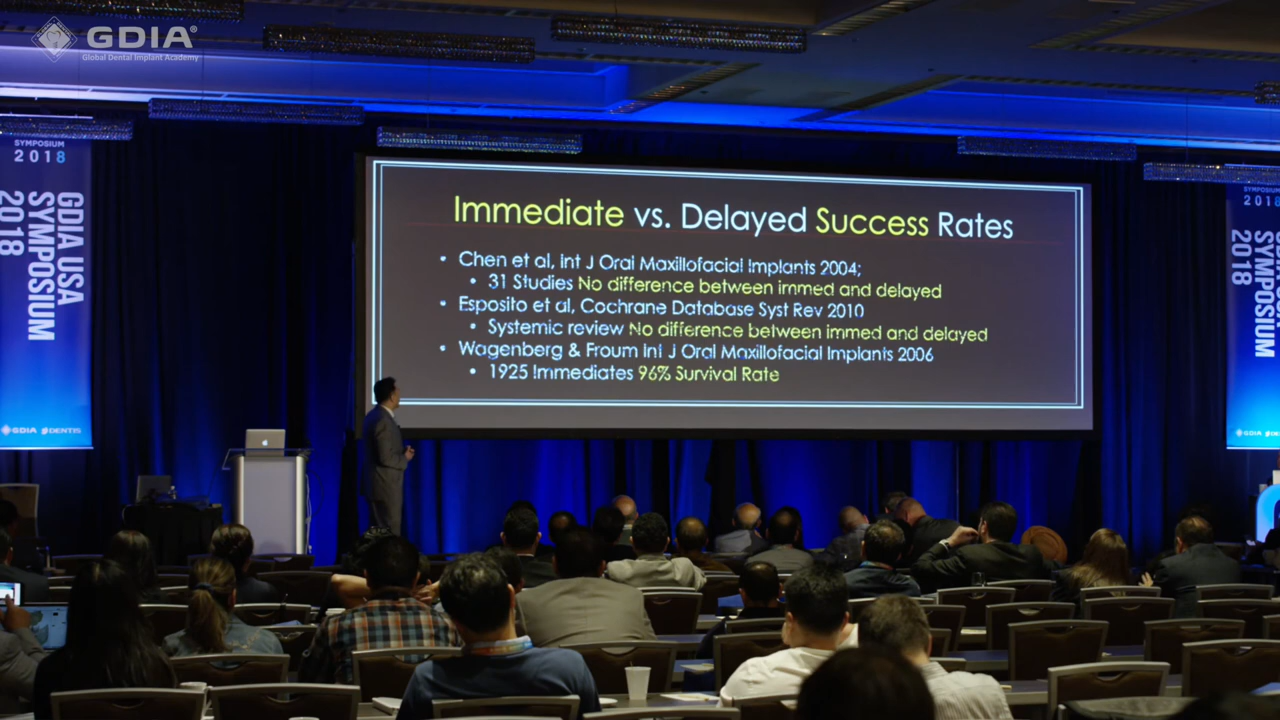 GDIA®
Global Dental Implant Academy
SYMPOSIUM
2018
GDIA USA
SYMPOSIUM
2018
GDIA DENTIS
Immediate vs. Delayed Success Rates
• Chen et al, Int J Oral Maxillofacial Implants 2004;
• 31 Studies No difference between immed and delayed
• Esposito et al, Cochrane Database Syst Rev 2010
• Systemic review No difference between immed and delayed
• Wagenberg & Froum Int J Oral Maxillofacial Implants 2006
• 1925 Immediates 96% Survival Rate
SYMPOSIUM
2018
SYMPOSIUM
2018
GDIA